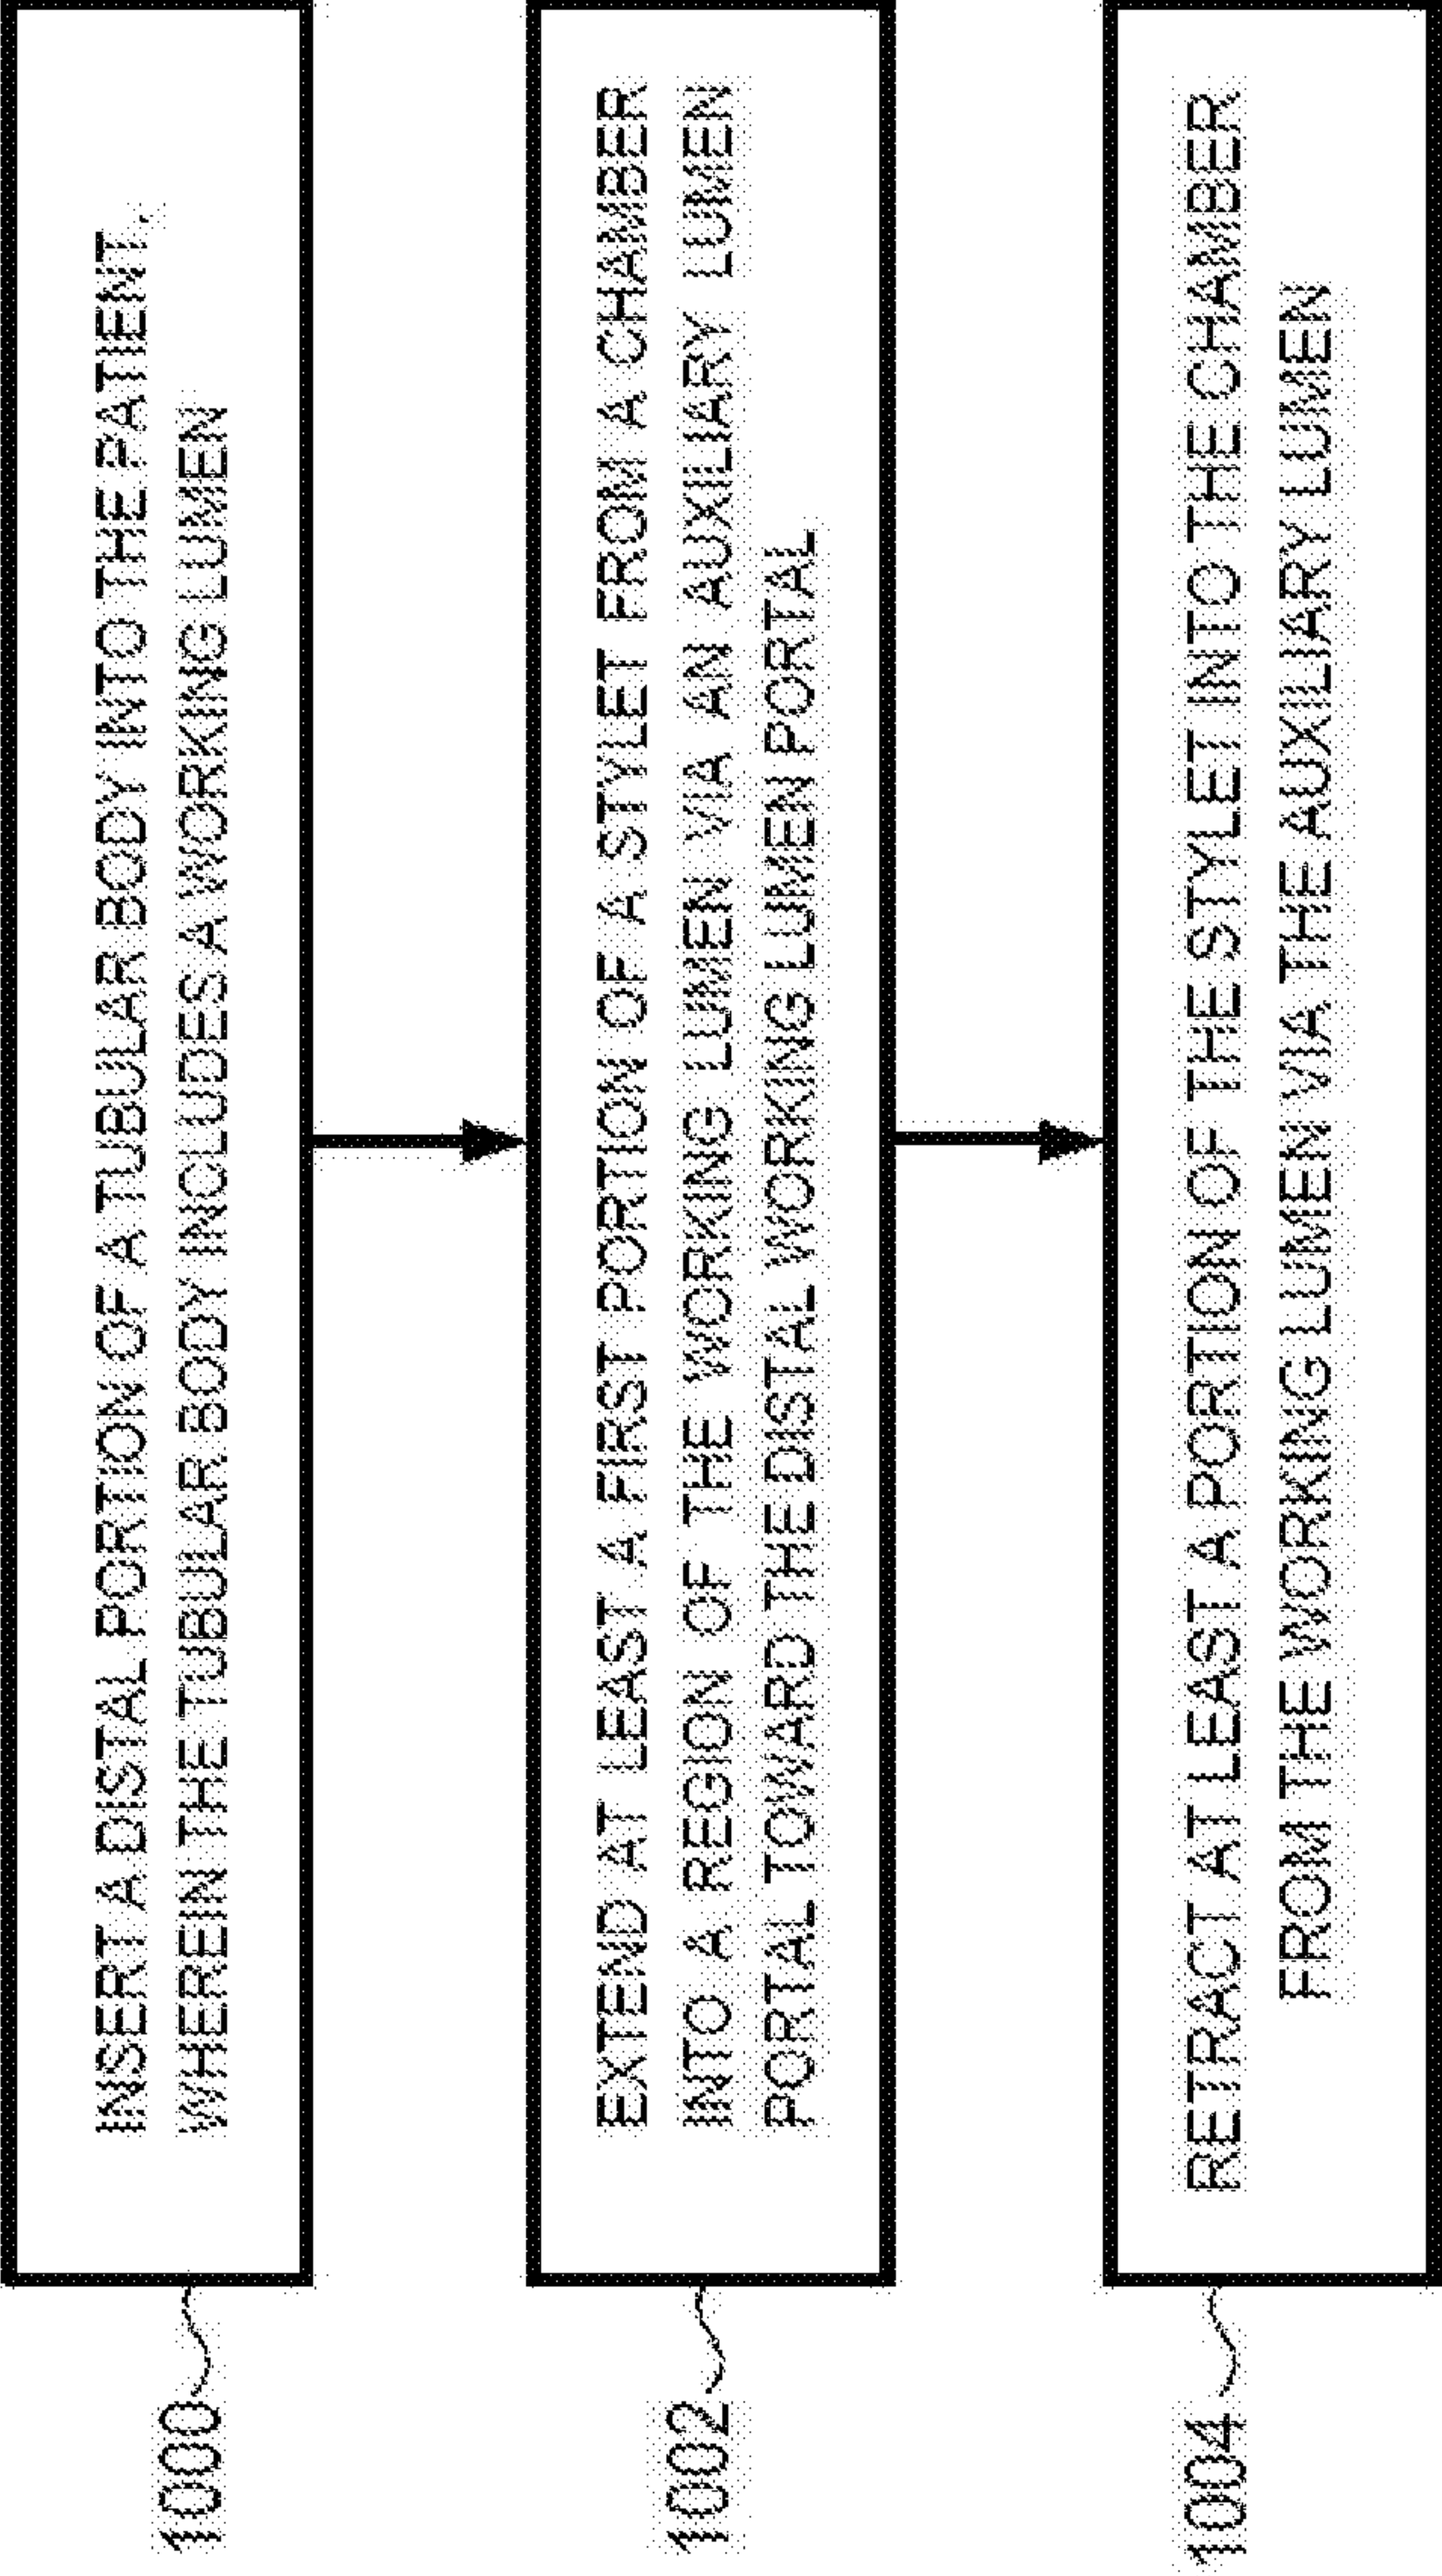 1000
INSERT A DISTAL PORTION OF A TUBULAR BODY INTO THE PATIENT,
WHEREIN THE TUBULAR BODY INCLUDES A WORKING LUMEN
1002
EXTEND AT LEAST A FIRST PORTION OF A STYLET FROM A CHAMBER
INTO A REGION OF THE WORKING LUMEN VIA AN AUXILIARY LUMEN
PORTAL TOWARD THE DISTAL WORKING LUMEN PORTAL
1004
RETRACT AT LEAST A PORTION OF THE STYLET INTO THE CHAMBER
FROM THE WORKING LUMEN VIA THE AUXILIARY LUMEN